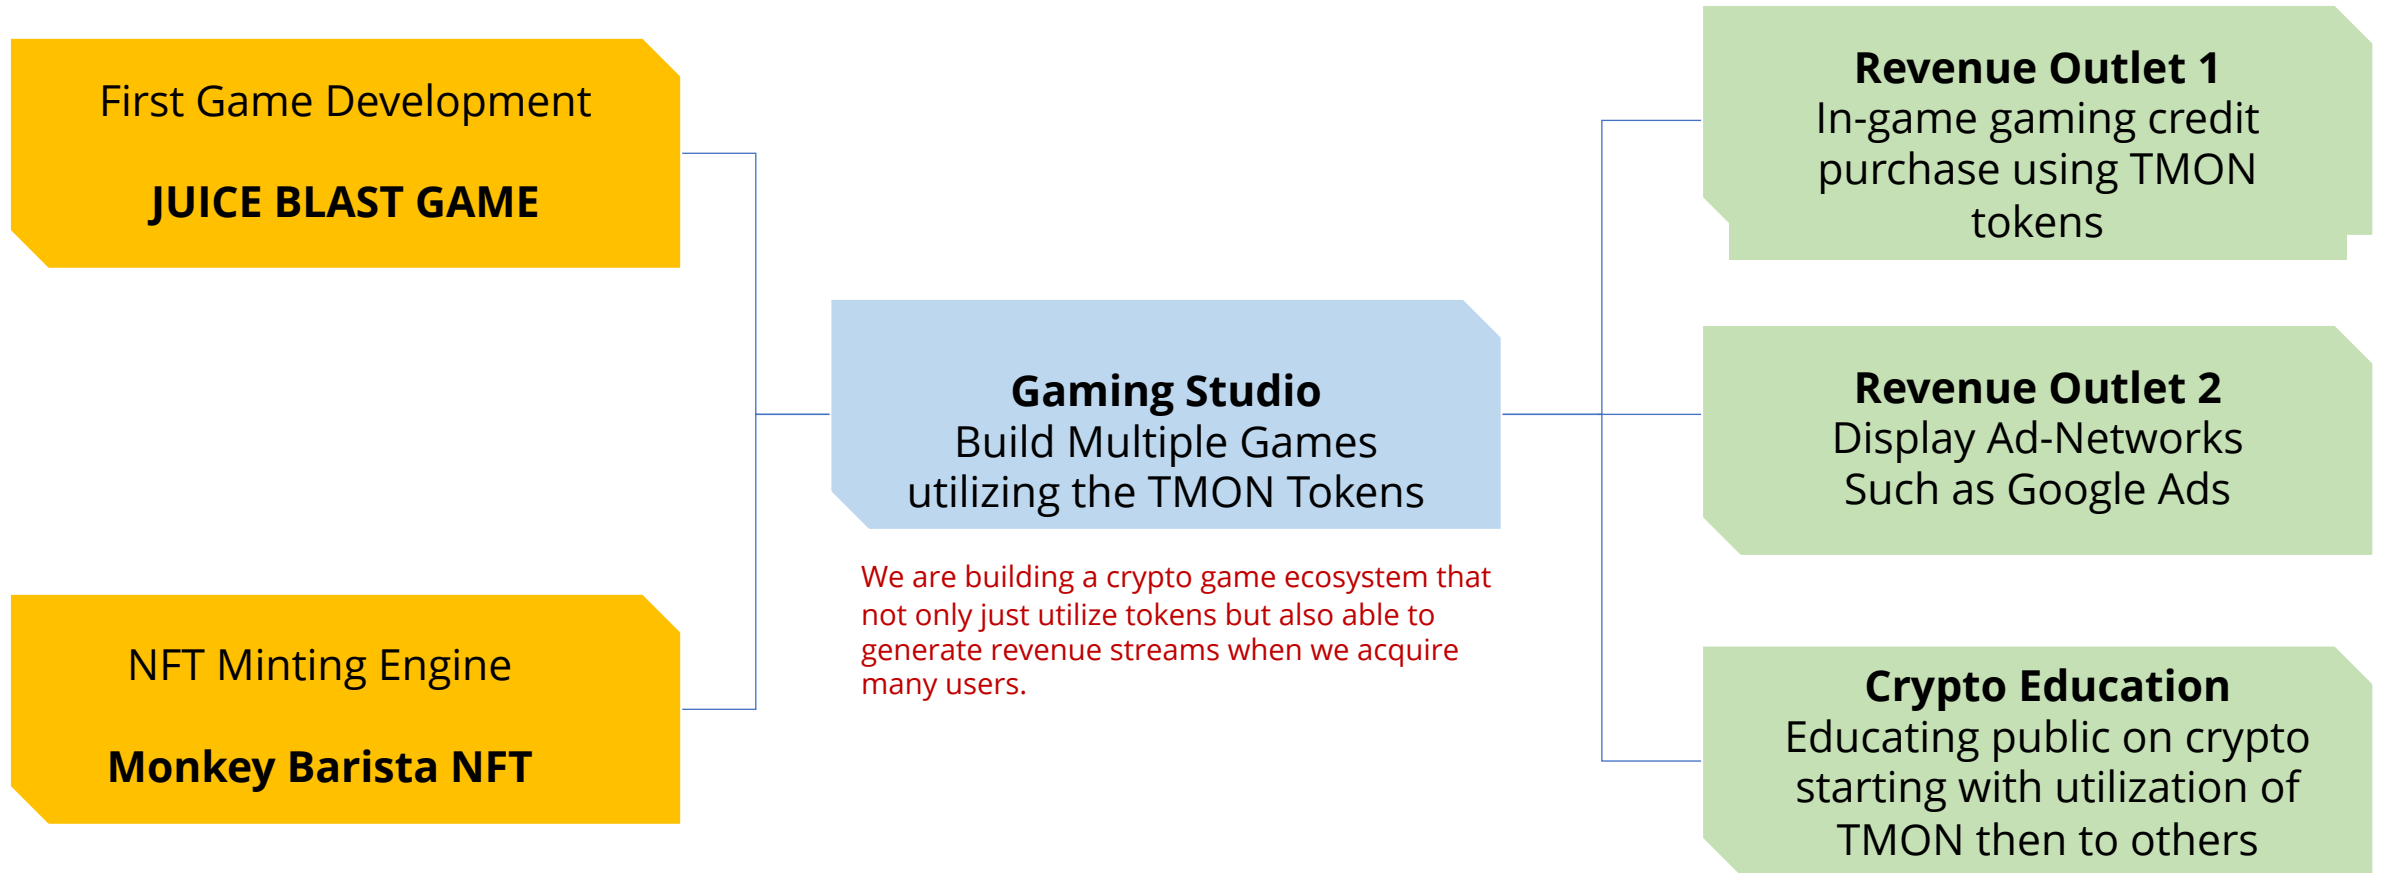 First Game Development
JUICE BLAST GAME
NFT Minting Engine
Monkey Barista NFT
Gaming Studio
Build Multiple Games
utilizing the TMON Tokens
We are building a crypto game ecosystem that
not only just utilize tokens but also able to
generate revenue streams when we acquire
many users.
Revenue Outlet 1
In-game gaming credit
purchase using TMON
tokens
Revenue Outlet 2
Display Ad-Networks
Such as Google Ads
Crypto Education
Educating public on crypto
starting with utilization of
TMON then to others